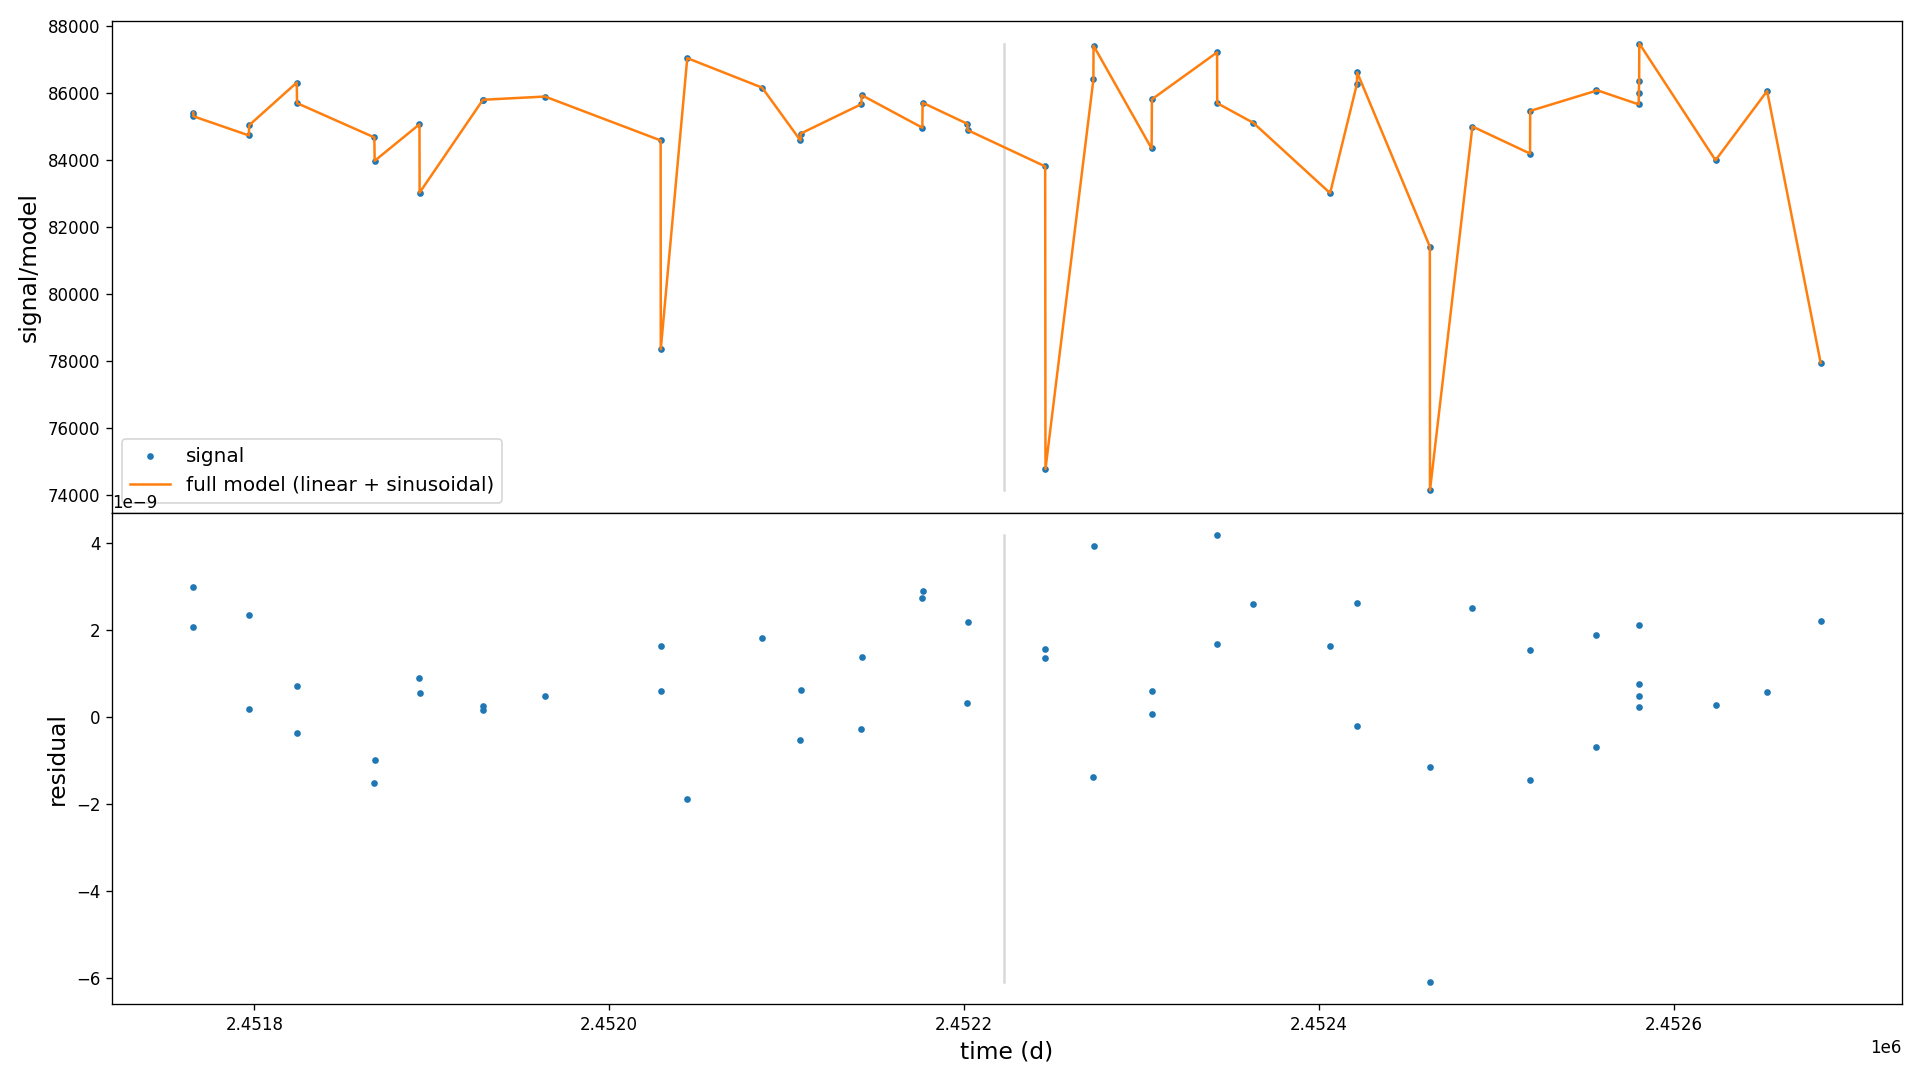 88000
86000
84000
82000
80000
78000
76000
74000
signal/model
signal
full model (linear + sinusoidal)
1e−9
4
2
0
−2
−4
−6
residual
2.4518 2.4520 2.4522 2.4524 2.4526
time (d)
1e6